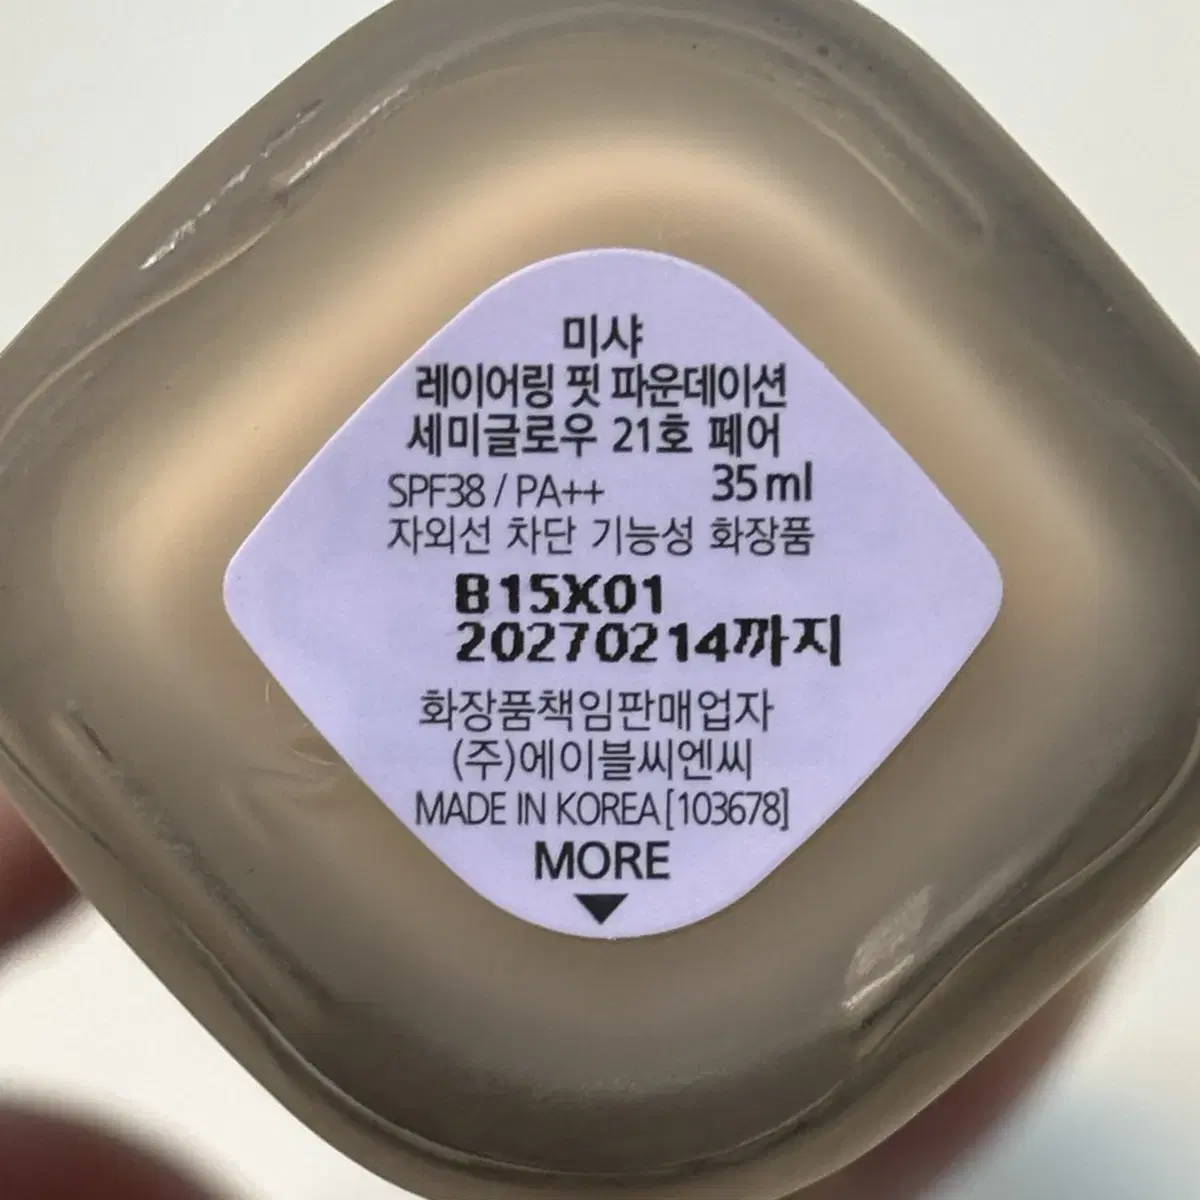 미샤
레이어링 핏 파운데이션
세미글로우 21호 페어
SPF38 / PA++ 35 ml
자외선 차단 기능성 화장품
B15X01
20270214까지
화장품책임판매업자
(주)에이블씨엔씨
MADE IN KOREA [103678]
MORE